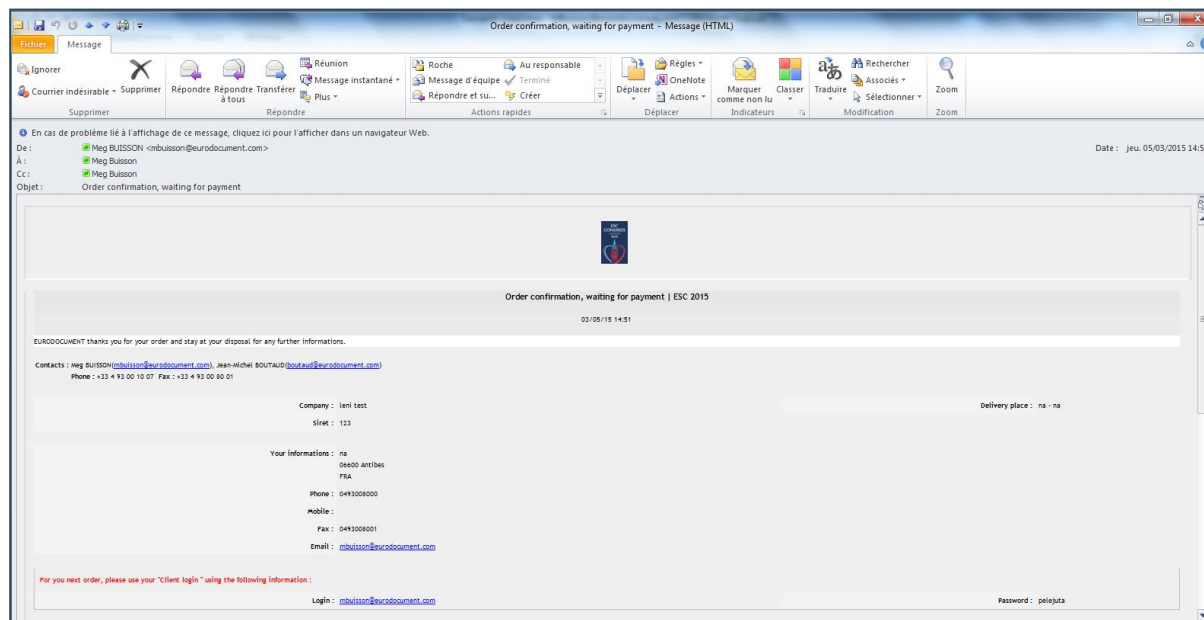 Order confirmation, waiting for payment - Message (HTML)
Fichier Message
Ignorer
Courrier indésirable
Supprimer
Supprimer
Répondre
Répondre à tous
Transférer
Réunion
Message instantané
Plus
Répondre
Roche
Message d'équipe
Répondre et su...
Au responsable
Terminé
Créer
Actions rapides
Déplacer
Règles
OneNote
Actions
Déplacer
Marquer comme non lu
Classer
Indicateurs
Traduire
Rechercher
Associés
Sélectionner
Modification
Zoom
Zoom
En cas de problème lié à l'affichage de ce message, cliquez ici pour l'afficher dans un navigateur Web.
De : Meg BUISSON <mbuisson@eurodocument.com> Date : jeu. 05/03/2015 14:5
À : Meg Buisson
Cc : Meg Buisson
Objet : Order confirmation, waiting for payment
ESC
CONGRESS
Order confirmation, waiting for payment | ESC 2015
03/05/15 14:51
EURODOCUMENT thanks you for your order and stay at your disposal for any further informations.
Contacts : Meg BUISSON(mbuisson@eurodocument.com), Jean-Michel BOUTAUD(boutaud@eurodocument.com)
Phone : +33 4 93 00 10 07 Fax : +33 4 93 00 80 01
Company : leni test Delivery place : na - na
Siret : 123
Your informations : na
06600 Antibes
FRA
Phone : 0493008000
Mobile :
Fax : 0493008001
Email : mbuisson@eurodocument.com
For you next order, please use your "Client login " using the following information :
Login : mbuisson@eurodocument.com Password : pelejuta